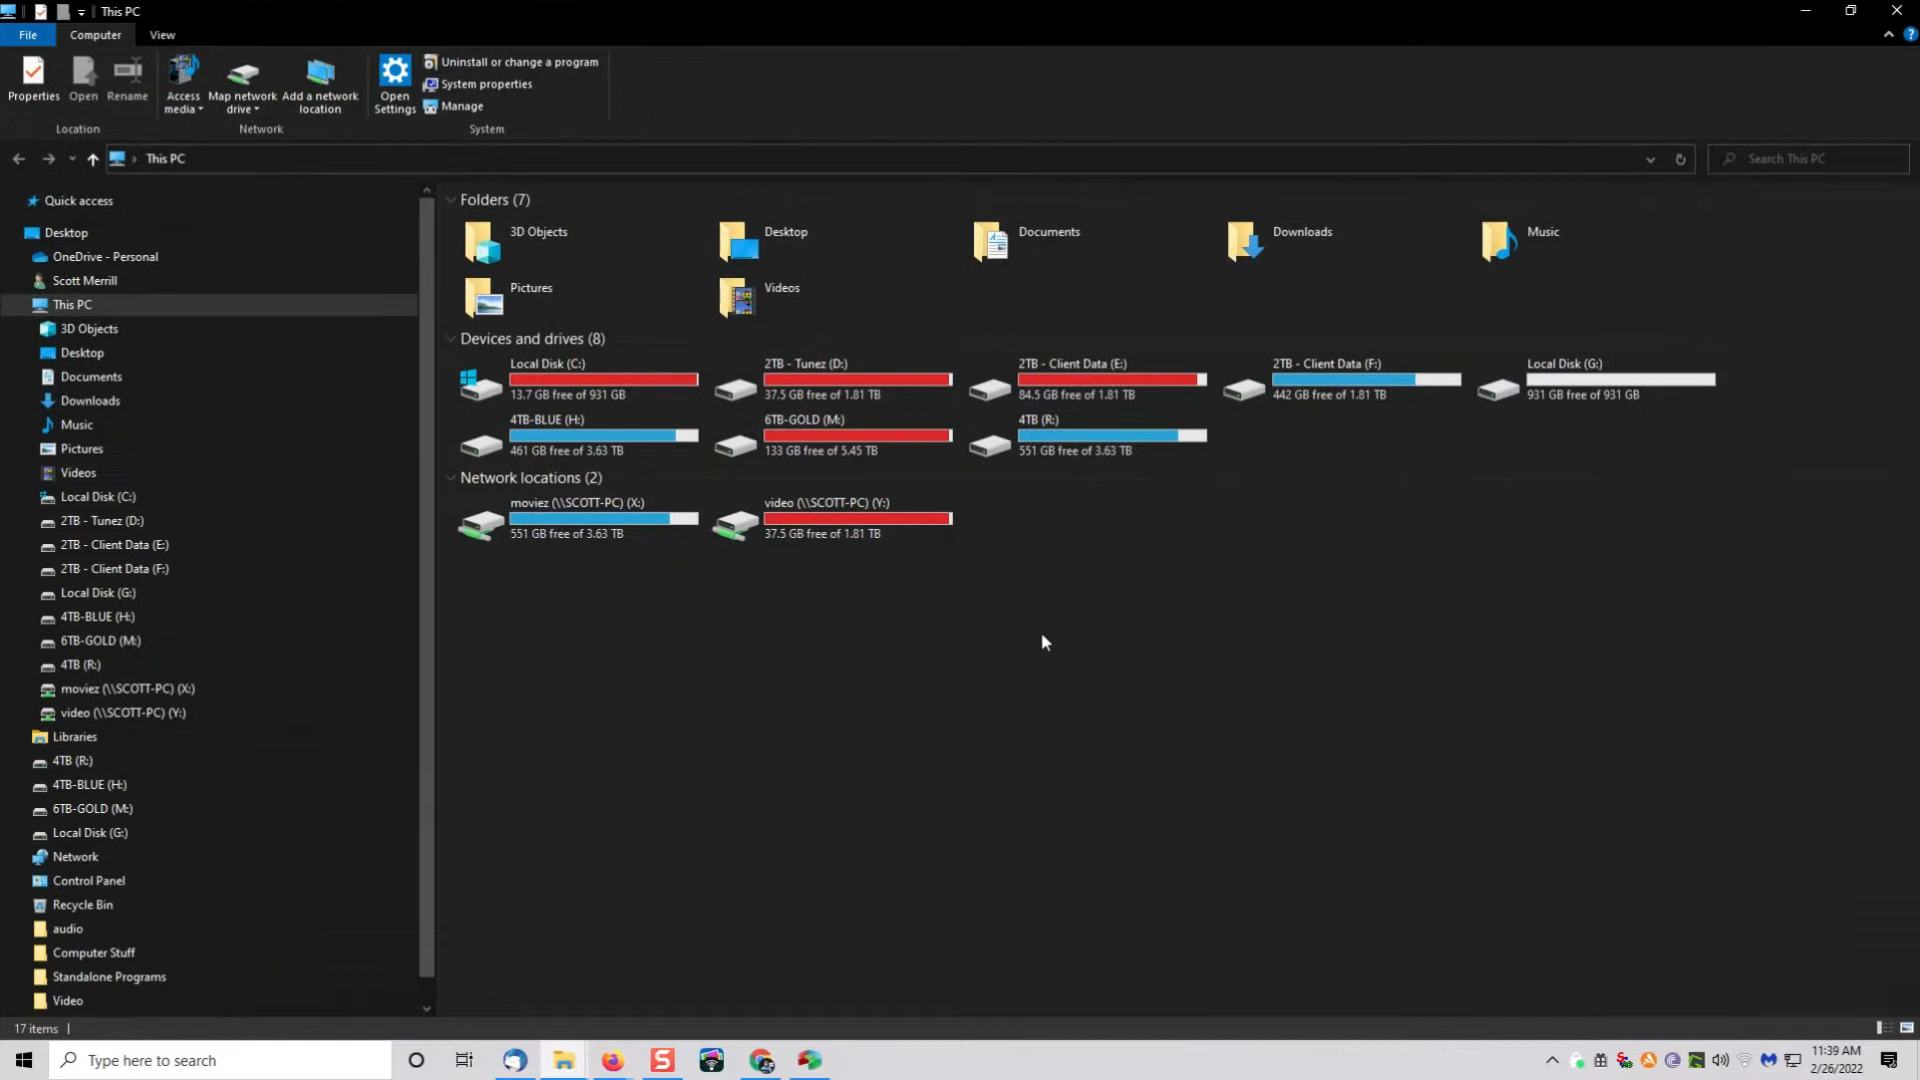 This PC
File Computer View
Properties Open Rename Access media Map network drive Add a network location Open Settings Uninstall or change a program
System properties
Manage
Location Network System
This PC Search This PC
Quick access
Desktop
OneDrive - Personal
Scott Merrill
This PC
3D Objects
Desktop
Documents
Downloads
Music
Pictures
Videos
Local Disk (C:)
2TB - Tunez (D:)
2TB - Client Data (E:)
2TB - Client Data (F:)
Local Disk (G:)
4TB-BLUE (H:)
6TB-GOLD (M:)
4TB (R:)
moviez (\\SCOTT-PC) (X:)
video (\\SCOTT-PC) (Y:)
Libraries
4TB (R:)
4TB-BLUE (H:)
6TB-GOLD (M:)
Local Disk (G:)
Network
Control Panel
Recycle Bin
audio
Computer Stuff
Standalone Programs
Video
Folders (7)
3D Objects Desktop Documents Downloads Music
Pictures Videos
Devices and drives (8)
Local Disk (C:) 2TB - Tunez (D:) 2TB - Client Data (E:) 2TB - Client Data (F:) Local Disk (G:)
13.7 GB free of 931 GB 37.5 GB free of 1.81 TB 84.5 GB free of 1.81 TB 442 GB free of 1.81 TB 931 GB free of 931 GB
4TB-BLUE (H:) 6TB-GOLD (M:) 4TB (R:)
461 GB free of 3.63 TB 133 GB free of 5.45 TB 551 GB free of 3.63 TB
Network locations (2)
moviez (\\SCOTT-PC) (X:) video (\\SCOTT-PC) (Y:)
551 GB free of 3.63 TB 37.5 GB free of 1.81 TB
17 items
Type here to search
11:39 AM
2/26/2022